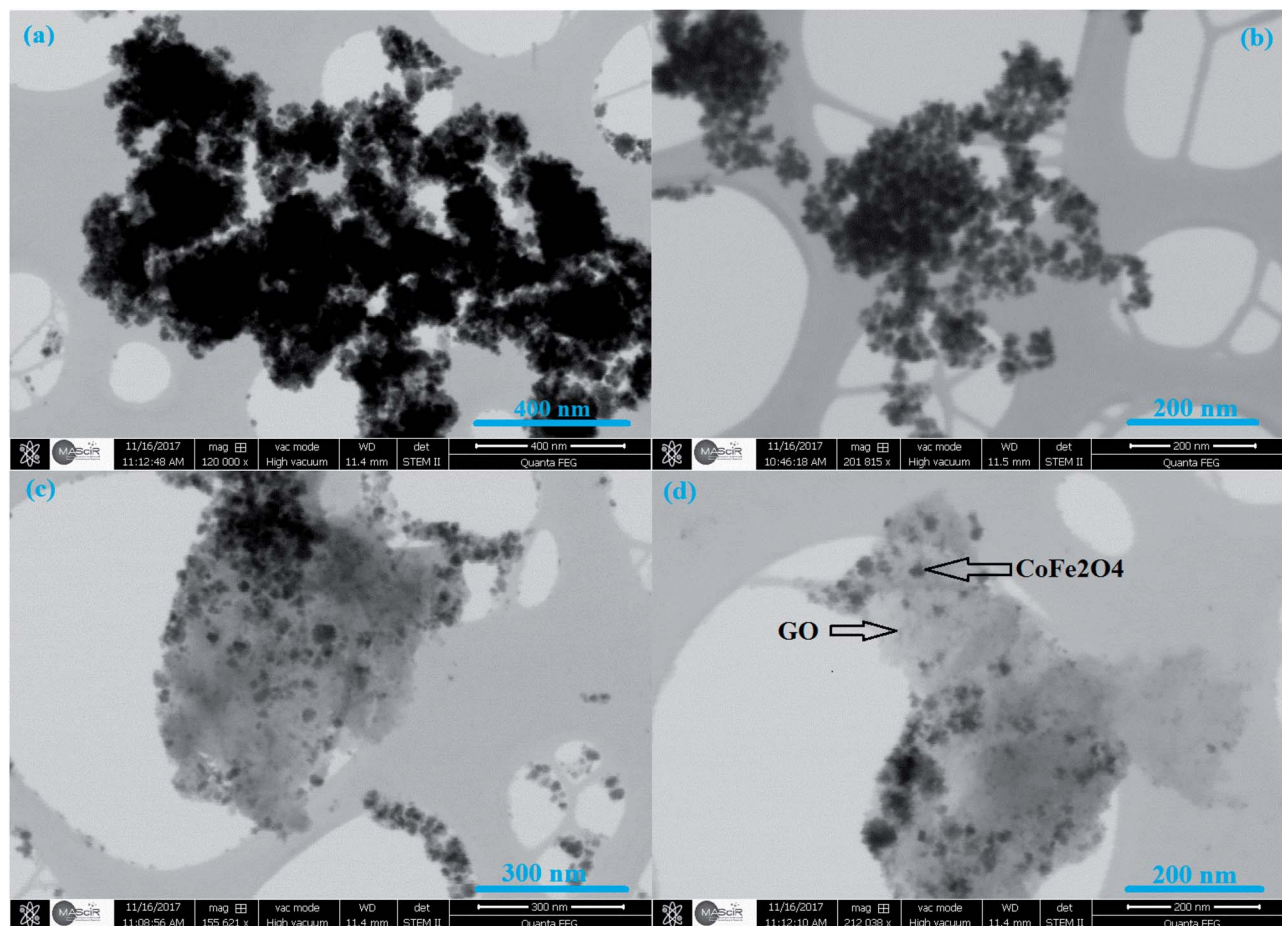 (a)
400 nm
MAScIR
11/16/2017 mag vac mode WD det 400 nm
11:12:48 AM 120 000 x High vacuum 11.4 mm STEM II Quanta FEG
(b)
200 nm
MAScIR
11/16/2017 mag vac mode WD det 200 nm
10:46:18 AM 201 815 x High vacuum 11.5 mm STEM II Quanta FEG
(c)
300 nm
MAScIR
11/16/2017 mag vac mode WD det 300 nm
11:08:56 AM 155 621 x High vacuum 11.4 mm STEM II Quanta FEG
(d)
CoFe2O4
GO
200 nm
MAScIR
11/16/2017 mag vac mode WD det 200 nm
11:12:10 AM 212 038 x High vacuum 11.4 mm STEM II Quanta FEG